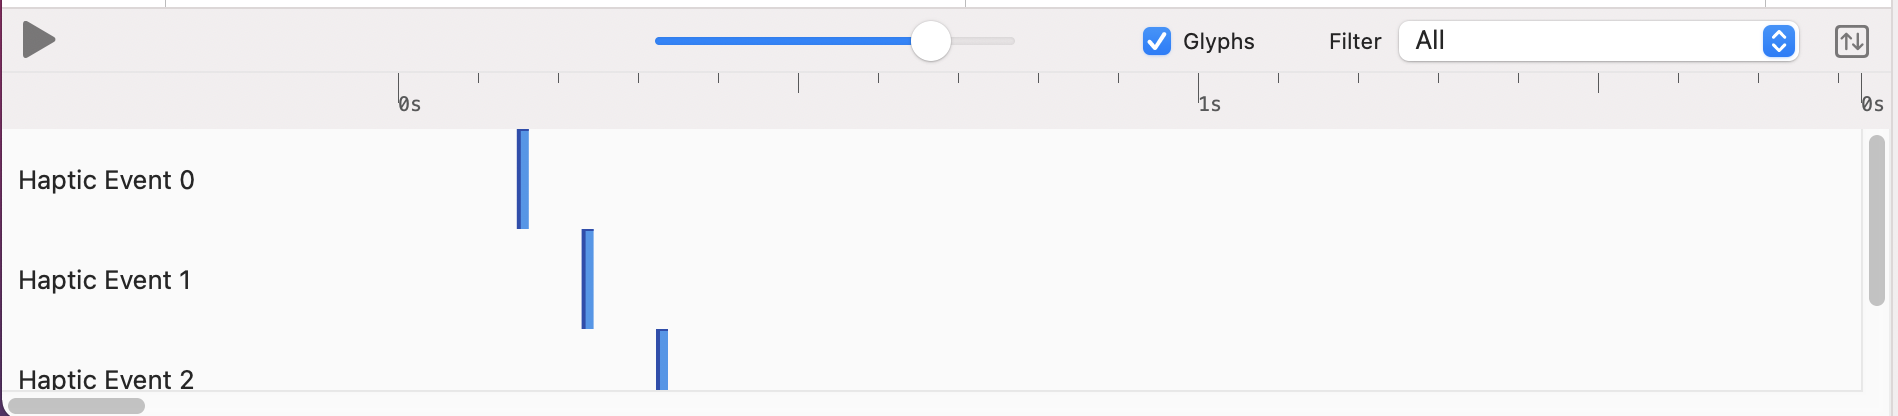 Glyphs Filter All
0s 1s 0s
Haptic Event 0
Haptic Event 1
Haptic Event 2